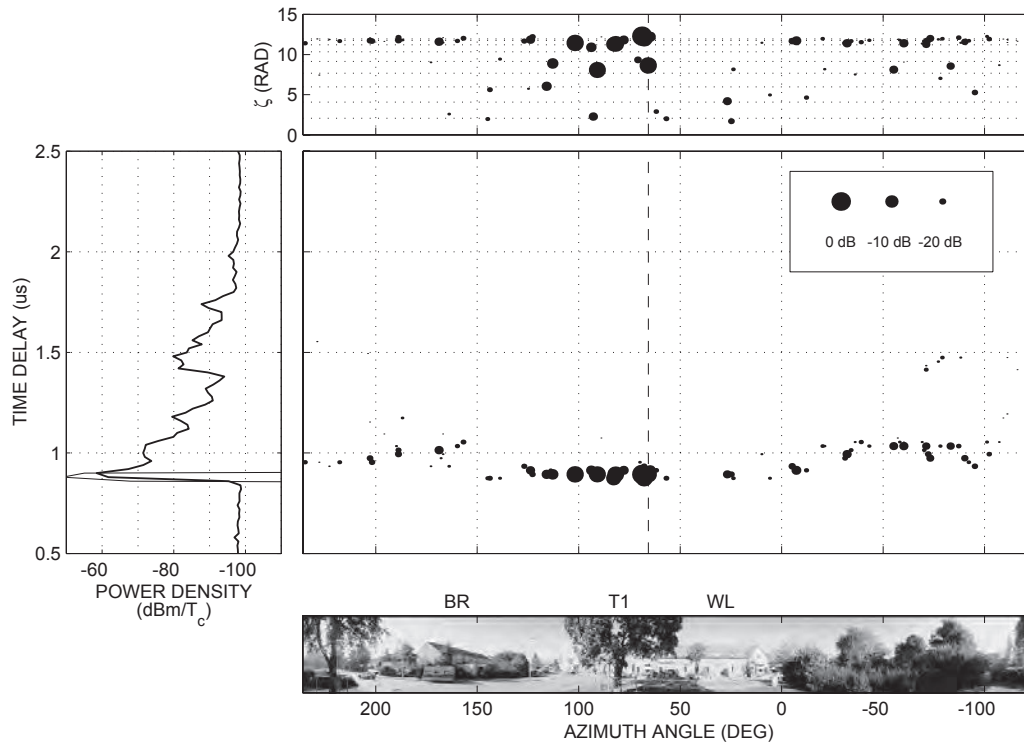 15
10
5
0
ζ (RAD)
2.5
2
1.5
1
0.5
TIME DELAY (us)
0 dB -10 dB -20 dB
-60 -80 -100
POWER DENSITY
(dBm/T_c)
BR T1 WL
200 150 100 50 0 -50 -100
AZIMUTH ANGLE (DEG)